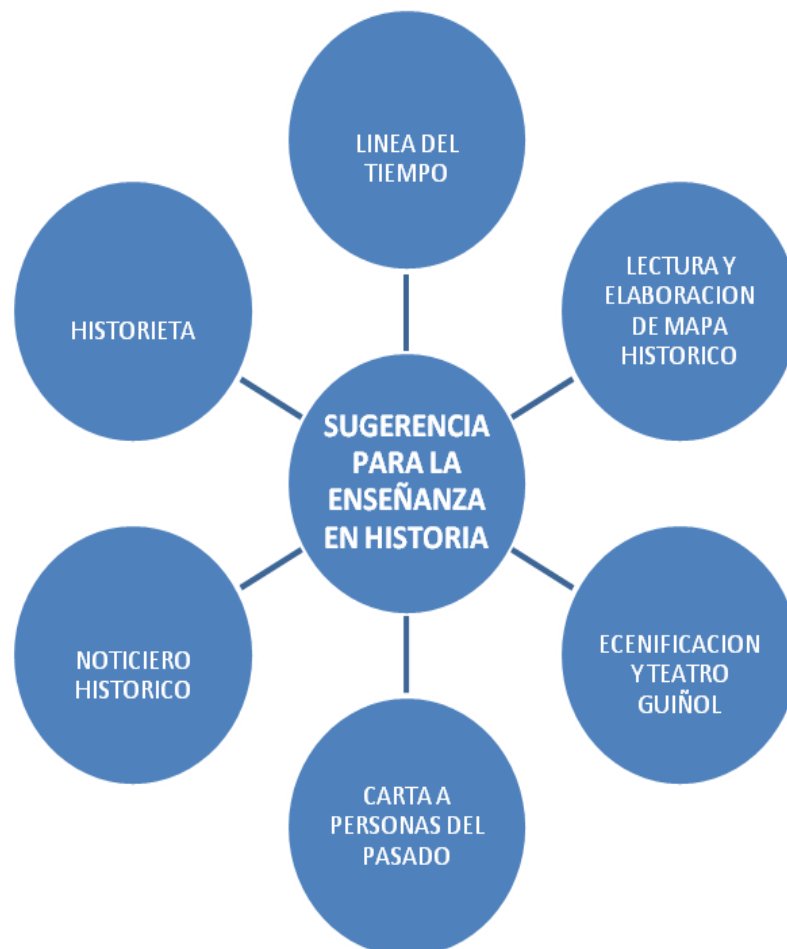 LINEA DEL
TIEMPO
LECTURA Y
ELABORACION
DE MAPA
HISTORICO
HISTORIETA
SUGERENCIA
PARA LA
ENSEÑANZA
EN HISTORIA
NOTICIERO
HISTORICO
ECENIFICACION
Y TEATRO
GUIÑOL
CARTA A
PERSONAS DEL
PASADO